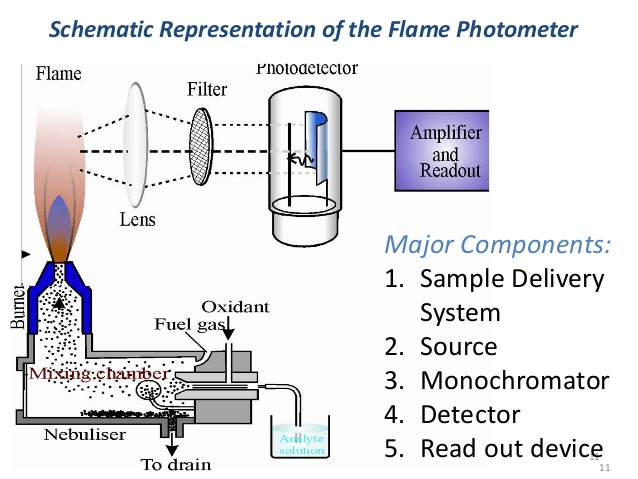 Schematic Representation of the Flame Photometer
Flame
Filter
Photodetector
Lens
Amplifier
and
Readout
Burner
Oxidant
Fuel gas
Mixing chamber
Nebuliser
To drain
Analyte
solution
Major Components:
1. Sample Delivery
System
2. Source
3. Monochromator
4. Detector
5. Read out device
11
11